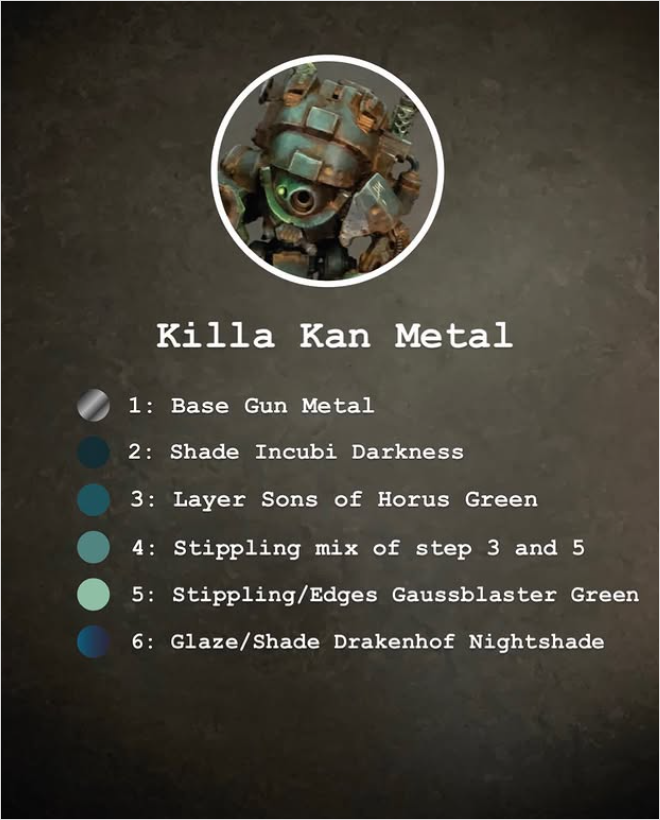 Killa Kan Metal
1: Base Gun Metal
2: Shade Incubi Darkness
3: Layer Sons of Horus Green
4: Stippling mix of step 3 and 5
5: Stippling/Edges Gaussblaster Green
6: Glaze/Shade Drakenhof Nightshade